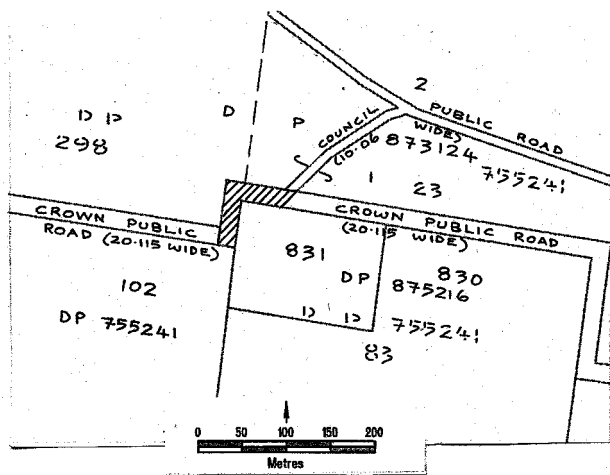 2
PUBLIC ROAD
COUNCIL
(10·06 WIDE)
D P
298
D P
873124
755241
1
23
CROWN PUBLIC
ROAD (20·115 WIDE)
CROWN PUBLIC ROAD
(20·115 WIDE)
831
830
DP 875216
102
DP 755241
D P 755241
83
0 50 100 150 200
Metres